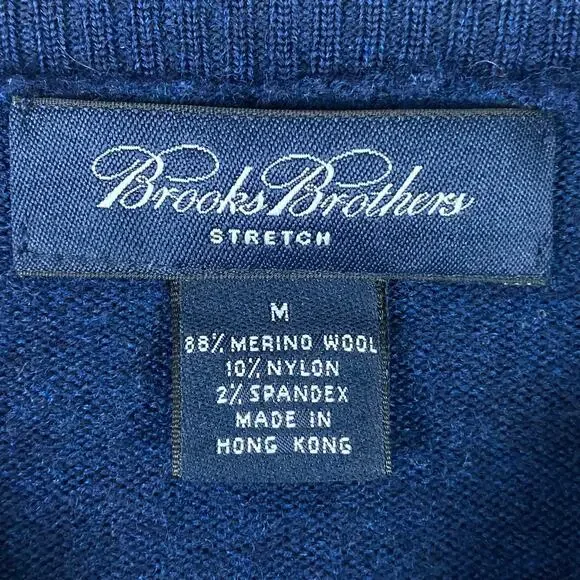 Brooks Brothers
STRETCH
M
88% MERINO WOOL
10% NYLON
2% SPANDEX
MADE IN
HONG KONG